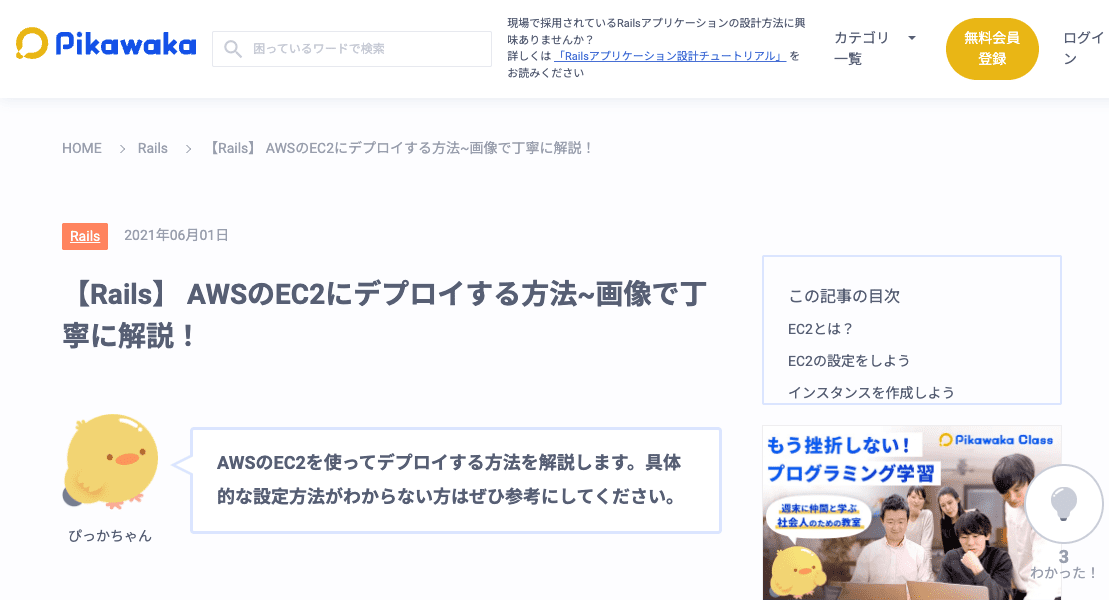 Pikawaka
困っているワードで検索
現場で採用されているRailsアプリケーションの設計方法に興
味ありませんか？
詳しくは 「Railsアプリケーション設計チュートリアル」 を
お読みください
カテゴリ
一覧
無料会員
登録
ログイ
ン
HOME > Rails > 【Rails】 AWSのEC2にデプロイする方法~画像で丁寧に解説！
Rails 2021年06月01日
【Rails】 AWSのEC2にデプロイする方法~画像で丁
寧に解説！
AWSのEC2を使ってデプロイする方法を解説します。具体
的な設定方法がわからない方はぜひ参考にしてください。
ぴっかちゃん
この記事の目次
EC2とは？
EC2の設定をしよう
インスタンスを作成しよう
もう挫折しない！
Pikawaka Class
プログラミング学習
週末に仲間と学ぶ
社会人のための教室
3
わかった！